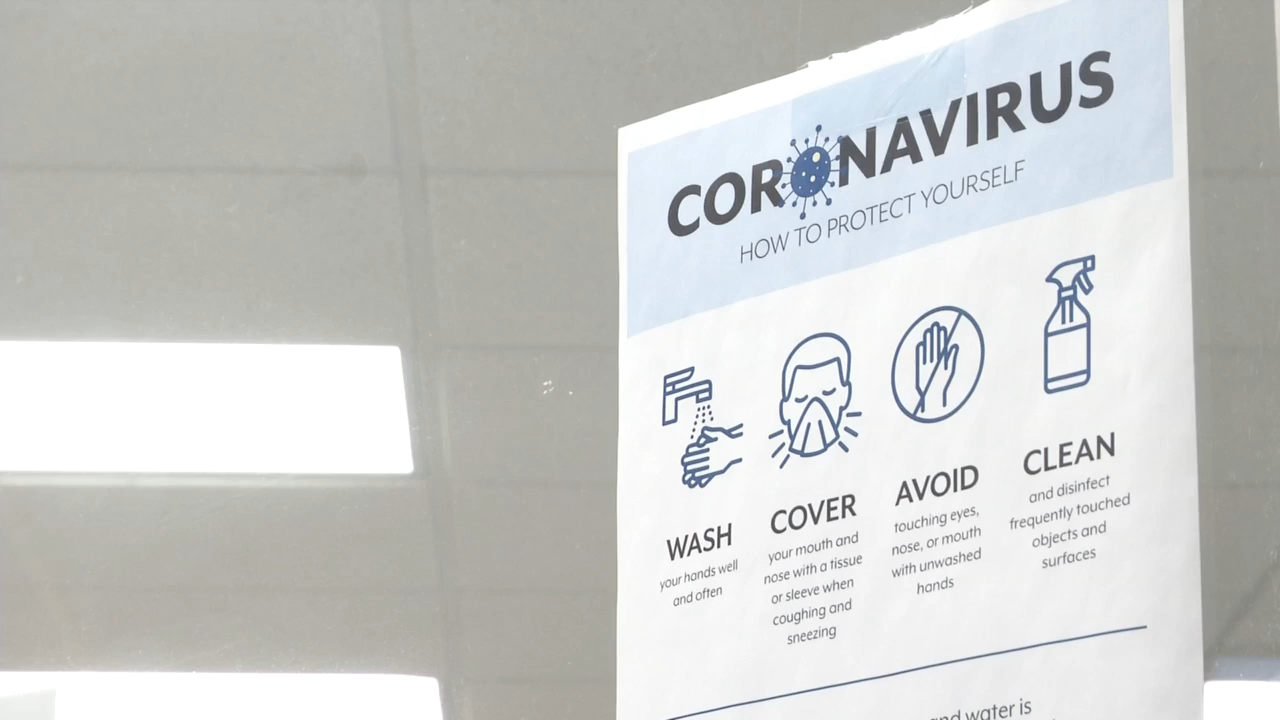 CORONAVIRUS
HOW TO PROTECT YOURSELF
WASH
your hands well
and often
COVER
your mouth and
nose with a tissue
or sleeve when
coughing and
sneezing
AVOID
touching eyes,
nose, or mouth
with unwashed
hands
CLEAN
and disinfect
frequently touched
objects and
surfaces
and water is